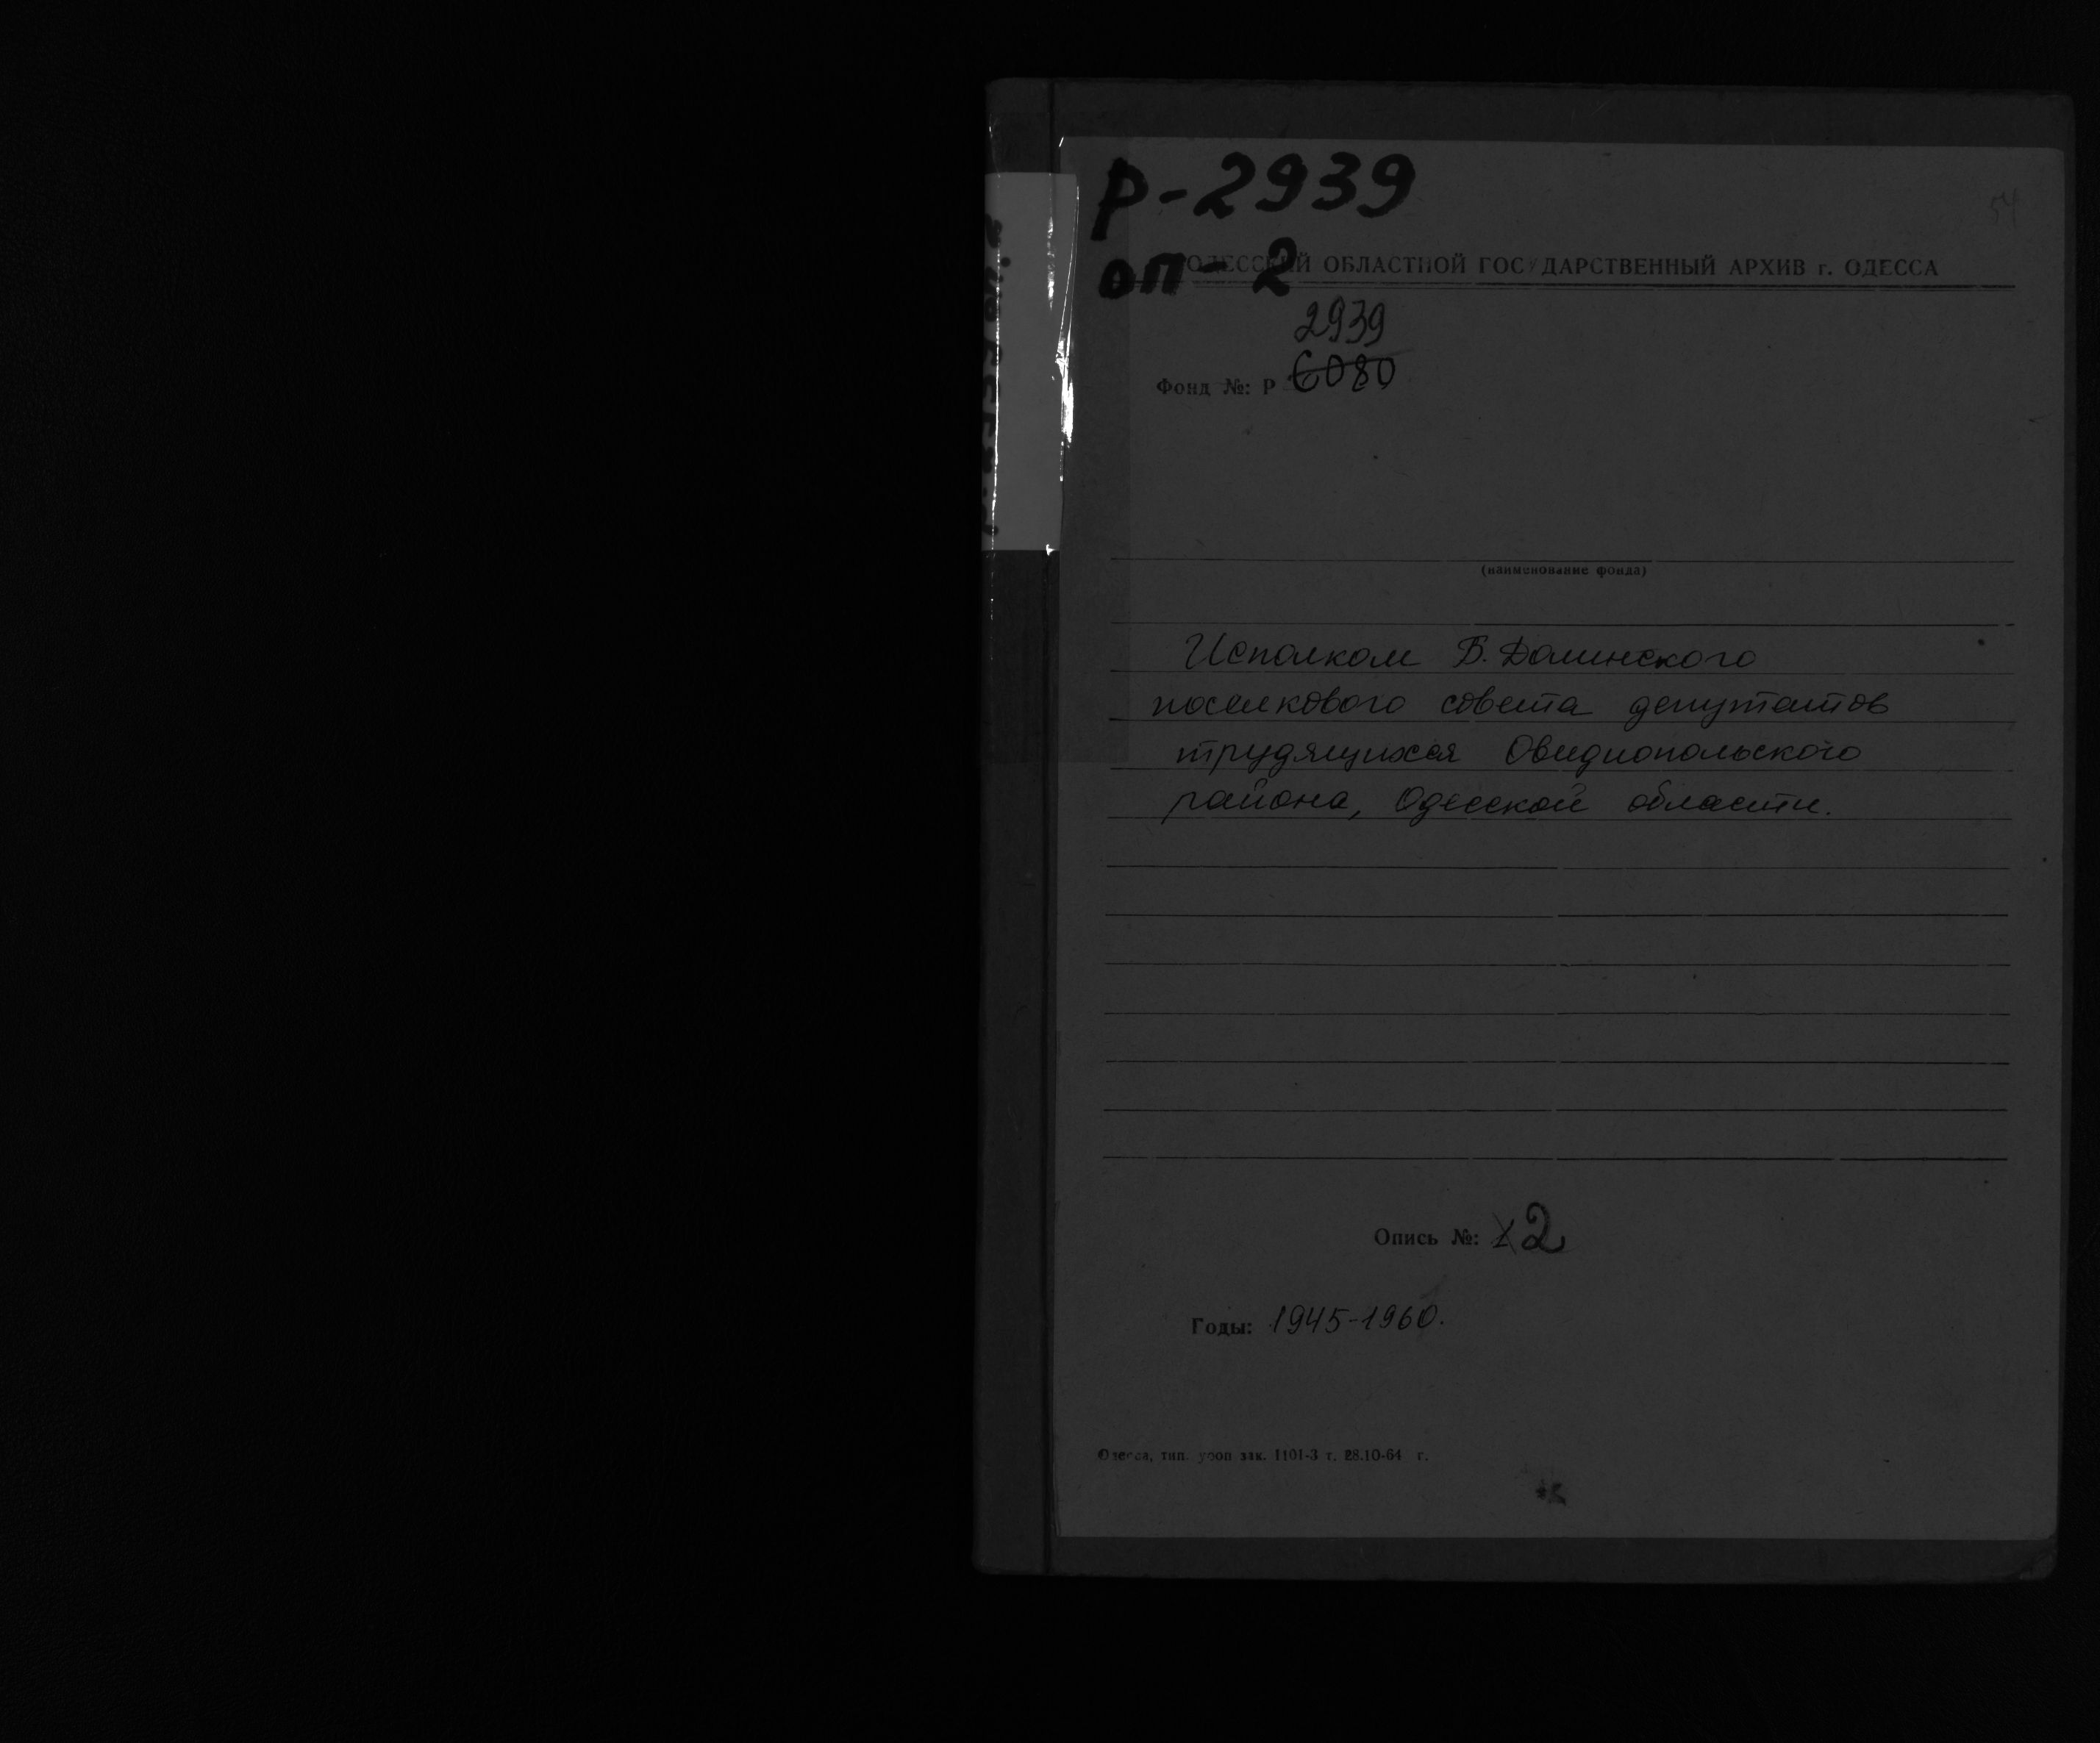 Р-2939
оп-2
ОДЕССКИЙ ОБЛАСТНОЙ ГОСУДАРСТВЕННЫЙ АРХИВ г. ОДЕССА
2939
Фонд №: Р 6080
(наименование фонда)
Исполком Б. Долинского
поселкового совета депутатов
трудящихся Овидиопольского
района, Одесской области.
Опись №: 2
Годы: 1945-1960.
Одесса, тип. зак. 1101-3 т. 28.10-64 г.